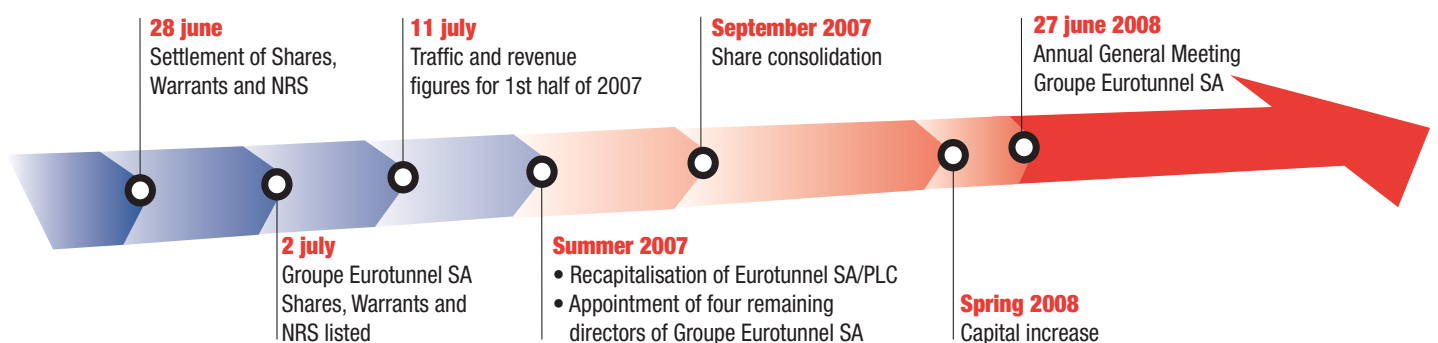 28 june
Settlement of Shares,
Warrants and NRS
2 july
Groupe Eurotunnel SA
Shares, Warrants and
NRS listed
11 july
Traffic and revenue
figures for 1st half of 2007
Summer 2007
• Recapitalisation of Eurotunnel SA/PLC
• Appointment of four remaining
directors of Groupe Eurotunnel SA
September 2007
Share consolidation
Spring 2008
Capital increase
27 june 2008
Annual General Meeting
Groupe Eurotunnel SA